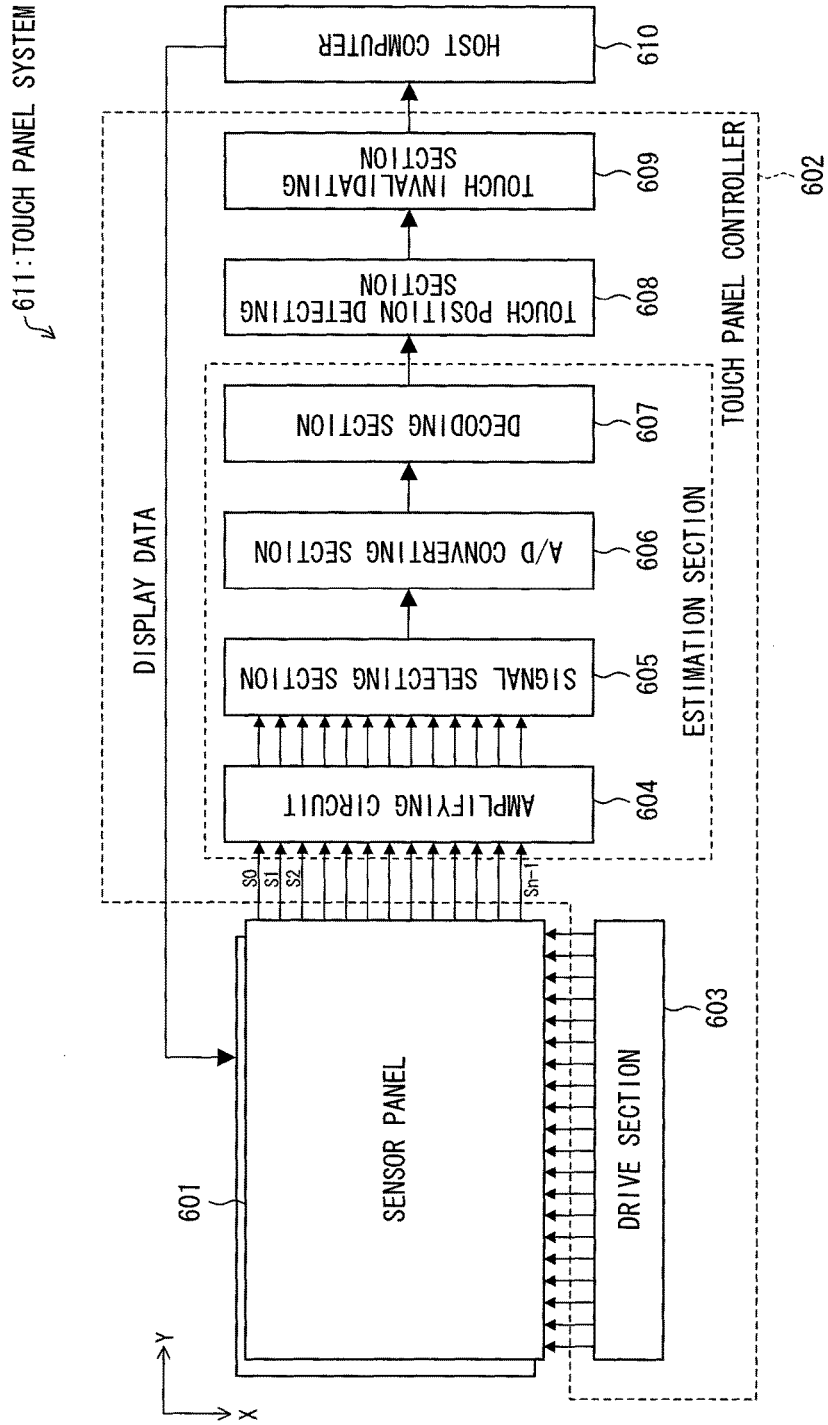 611:TOUCH PANEL SYSTEM
DISPLAY DATA
HOST COMPUTER
610
TOUCH INVALIDATING
SECTION
609
TOUCH POSITION DETECTING
SECTION
608
DECODING SECTION
607
A/D CONVERTING SECTION
606
SIGNAL SELECTING SECTION
605
AMPLIFYING CIRCUIT
604
ESTIMATION SECTION
TOUCH PANEL CONTROLLER
602
S0
S1
S2
Sn-1
601
SENSOR PANEL
DRIVE SECTION
603
Y
X